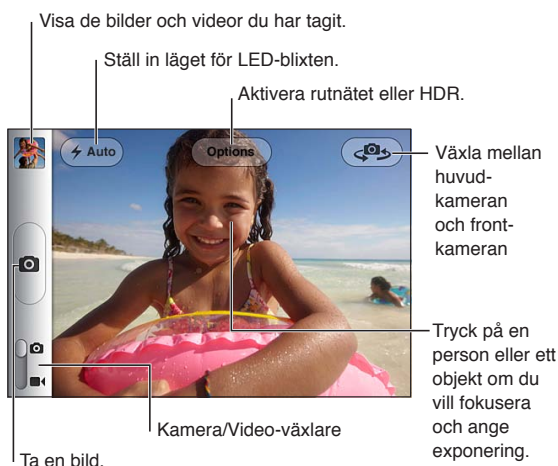 Visa de bilder och videor du har tagit.
Ställ in läget för LED-blixten.
Aktivera rutnätet eller HDR.
Auto
Options
Växla mellan
huvud-
kameran
och front-
kameran
Tryck på en
person eller ett
objekt om du
vill fokusera
och ange
exponering.
Kamera/Video-växlare
Ta en bild.